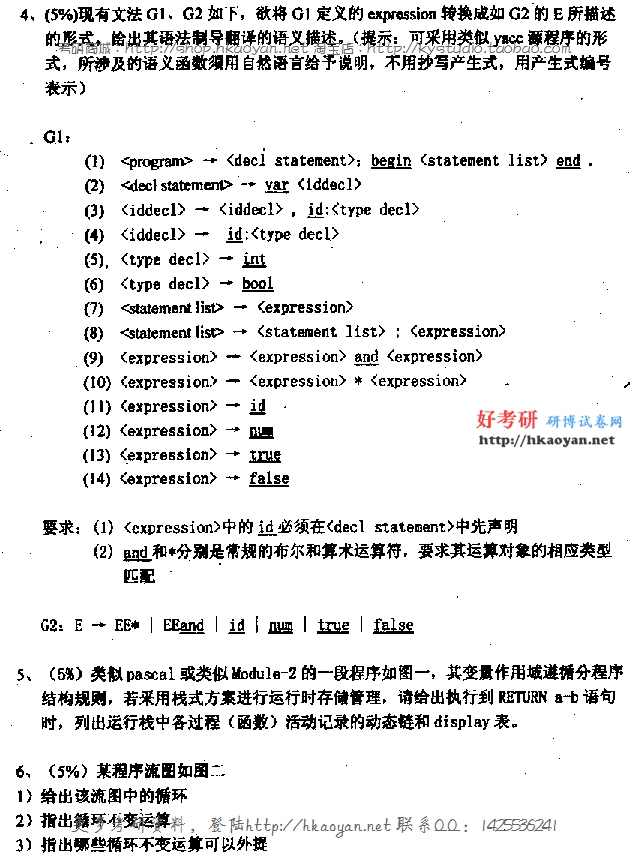 4、(5%)现有文法 G1、G2 如下，欲将 G1 定义的 expression 转换成如 G2 的 E 所描述
的形式。给出其语法制导翻译的语义描述。(提示：可采用类似 yacc 源程序的形
考研商城：http://hkaoyan.net 淘宝店：http://kystudio.taobao.com
式，所涉及的语义函数须用自然语言给予说明，不用抄写产生式，用产生式编号
表示)
G1：
(1) <program> → <decl statement>; begin <statement list> end .
(2) <decl statement> → var <iddecl>
(3) <iddecl> → <iddecl> , id:<type decl>
(4) <iddecl> → id:<type decl>
(5) <type decl> → int
(6) <type decl> → bool
(7) <statement list> → <expression>
(8) <statement list> → <statement list> ; <expression>
(9) <expression> → <expression> and <expression>
(10) <expression> → <expression> * <expression>
(11) <expression> → id
(12) <expression> → num
(13) <expression> → true
(14) <expression> → false
好考研 研博试卷网
http://hkaoyan.net
要求：(1) <expression>中的 id 必须在<decl statement>中先声明
(2) and 和*分别是常规的布尔和算术运算符，要求其运算对象的相应类型
匹配
G2：E → EE* | EEand | id | num | true | false
5、(5%) 类似 pascal 或类似 Module-2 的一段程序如图一，其变量作用域遵循分程序
结构规则，若采用栈式方案进行运行时存储管理，请给出执行到 RETURN a-b 语句
时，列出运行栈中各过程（函数）活动记录的动态链和 display 表。
6、(5%) 某程序流图如图二
1）给出该流图中的循环
2）指出循环不变运算
更多考研资料，登陆http://hkaoyan.net 联系QQ：1425536241
3）指出哪些循环不变运算可以外提